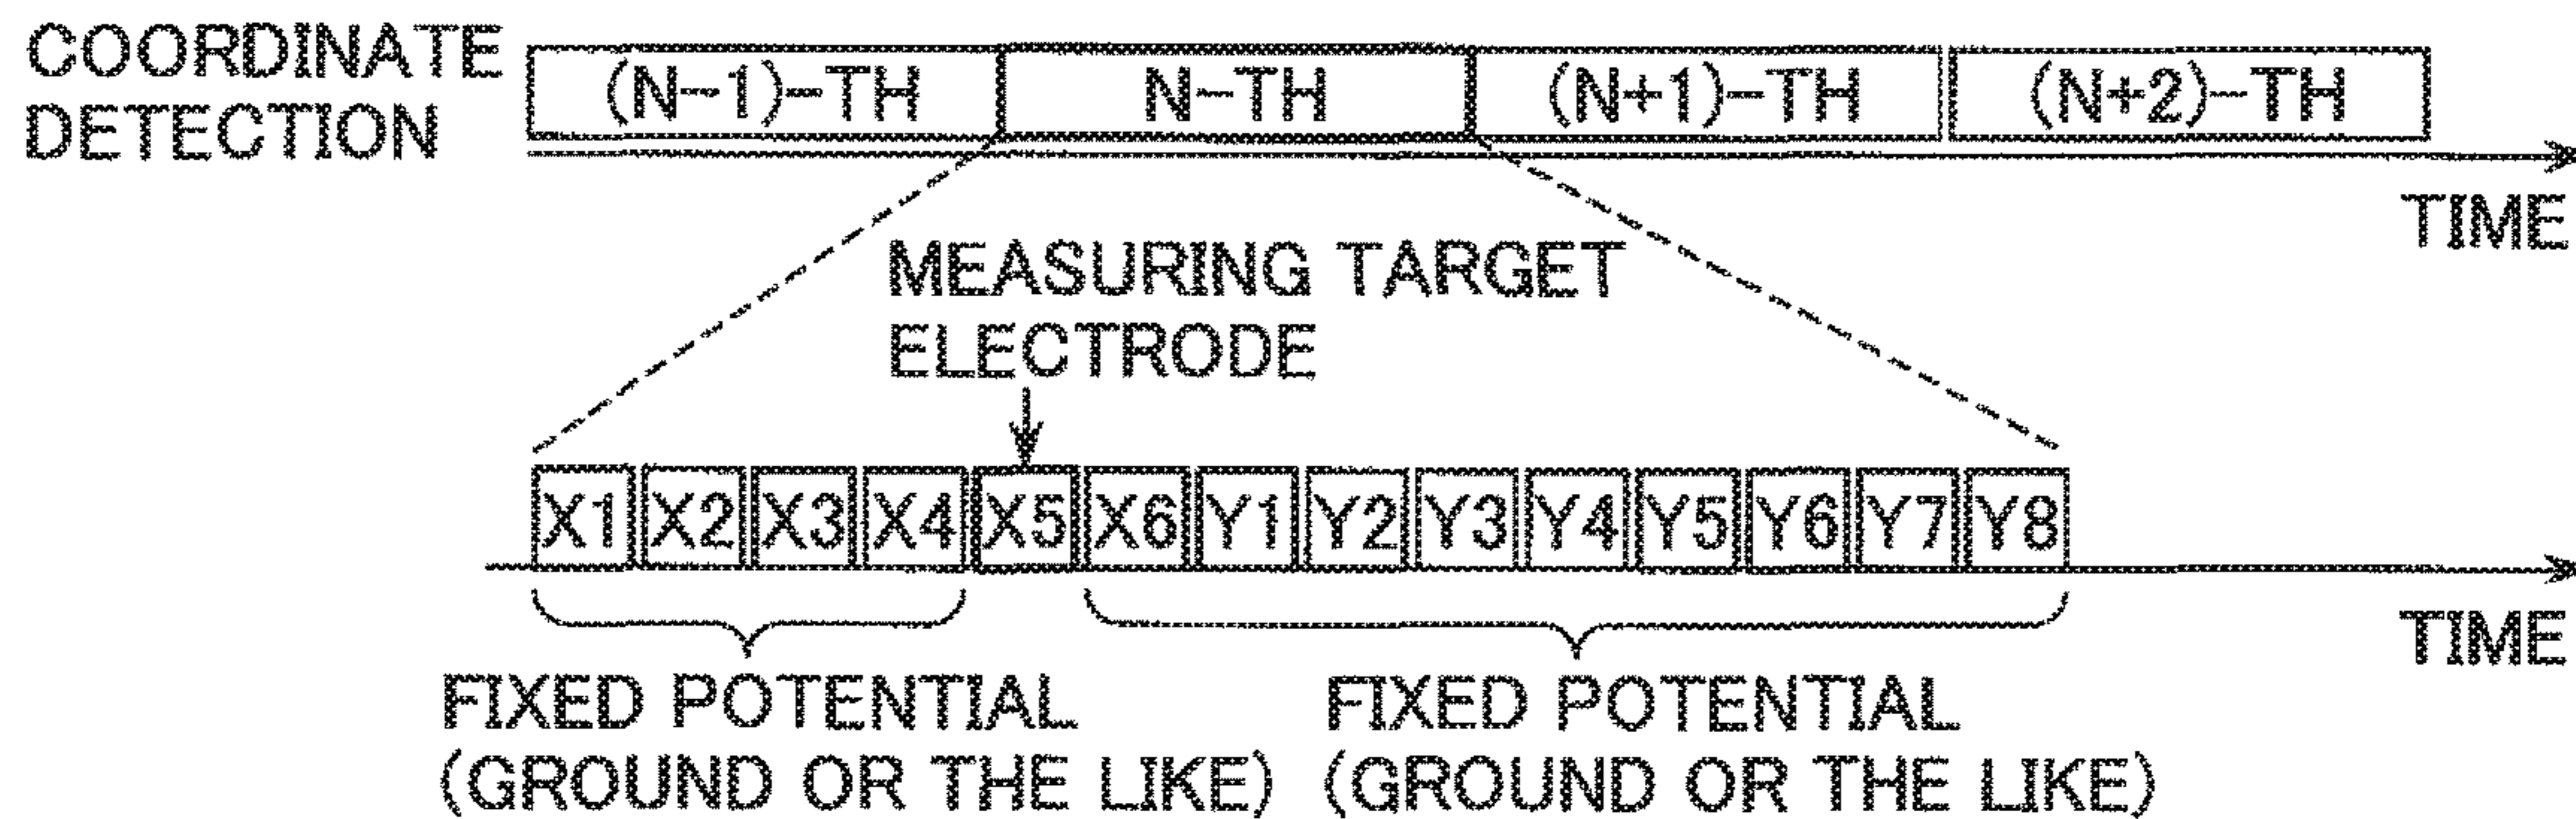 COORDINATE
DETECTION
(N-1)-TH N-TH (N+1)-TH (N+2)-TH
TIME
MEASURING TARGET
ELECTRODE
X1 X2 X3 X4 X5 X6 Y1 Y2 Y3 Y4 Y5 Y6 Y7 Y8
TIME
FIXED POTENTIAL
(GROUND OR THE LIKE)
FIXED POTENTIAL
(GROUND OR THE LIKE)